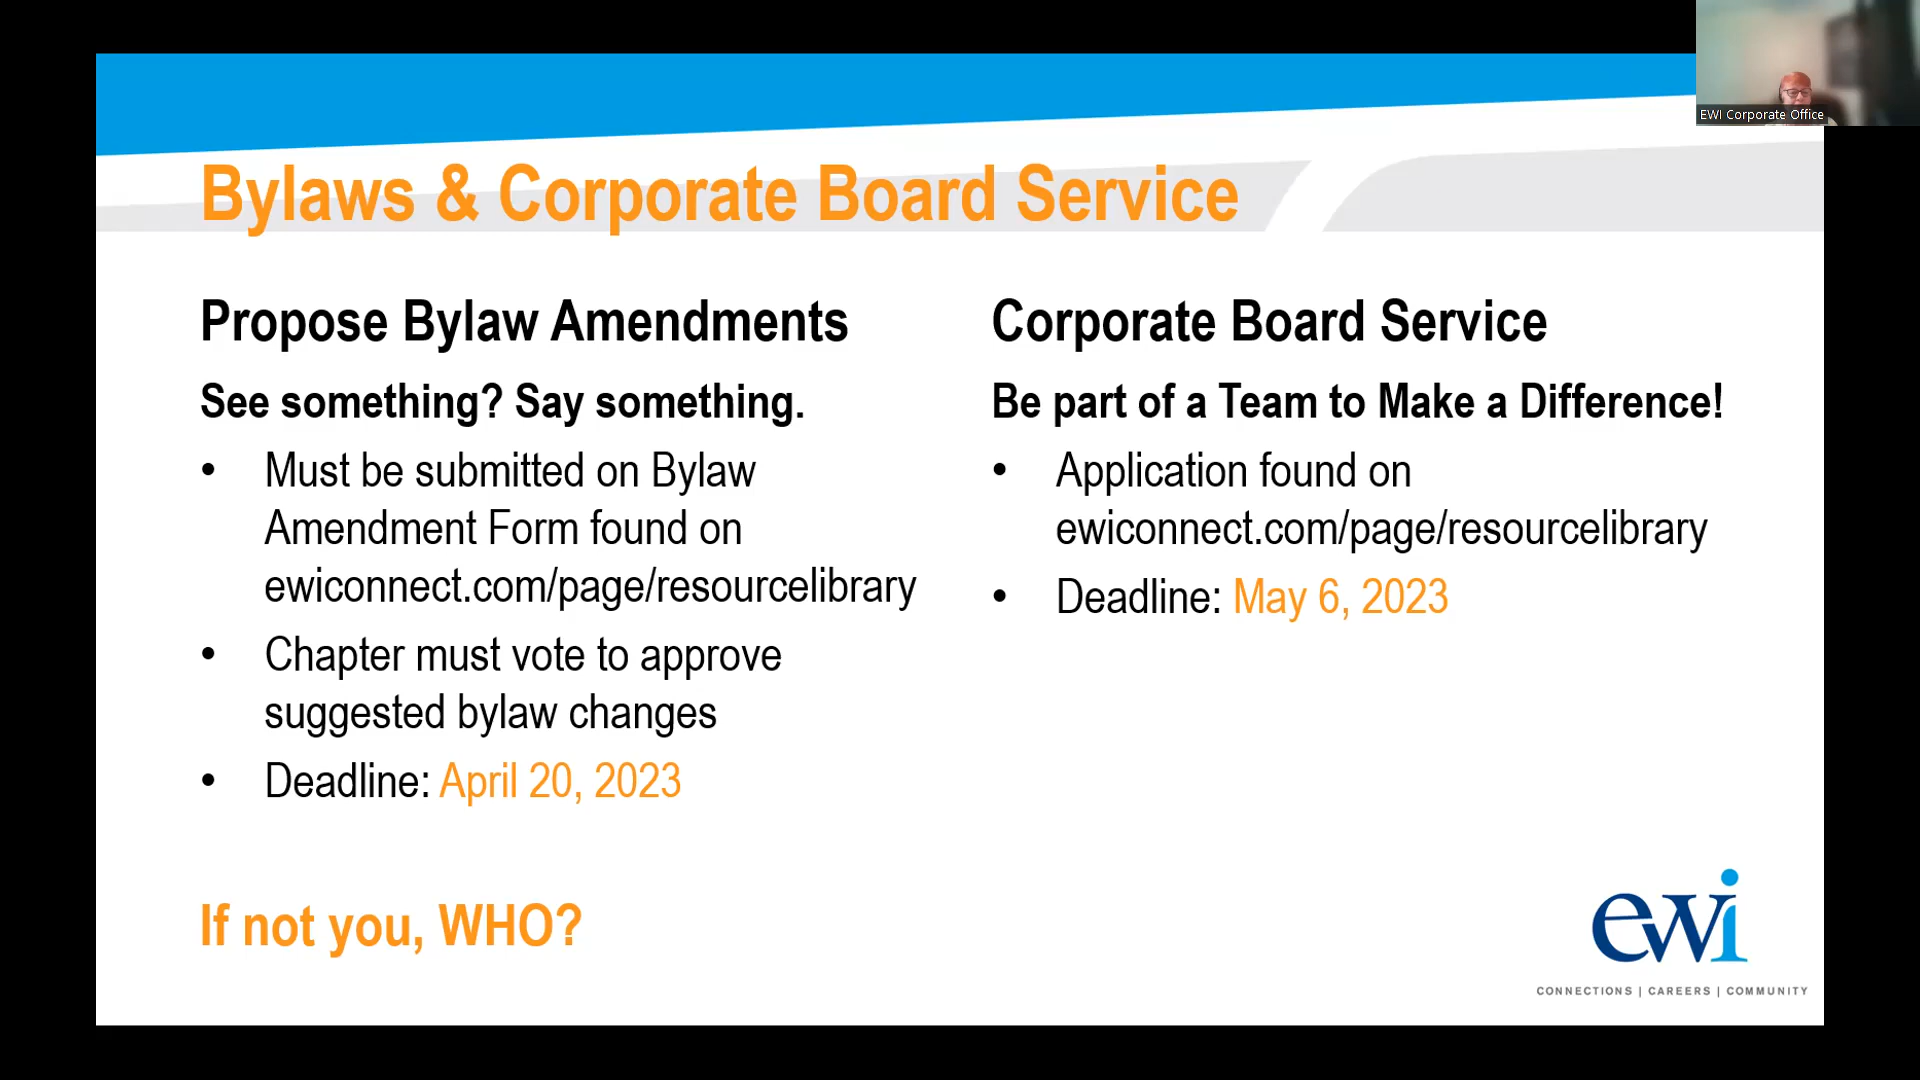 EWI Corporate Office
Bylaws & Corporate Board Service
Propose Bylaw Amendments
See something? Say something.
• Must be submitted on Bylaw
Amendment Form found on
ewiconnect.com/page/resourcelibrary
• Chapter must vote to approve
suggested bylaw changes
• Deadline: April 20, 2023
Corporate Board Service
Be part of a Team to Make a Difference!
• Application found on
ewiconnect.com/page/resourcelibrary
• Deadline: May 6, 2023
If not you, WHO?
ewi
CONNECTIONS | CAREERS | COMMUNITY